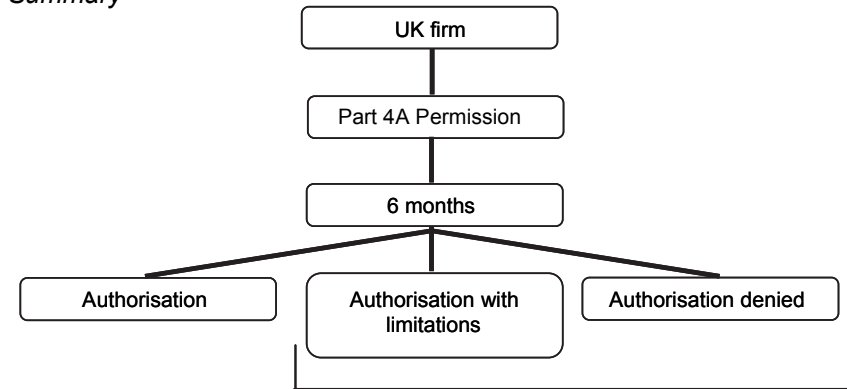 Summary
UK firm
Part 4A Permission
6 months
Authorisation
Authorisation with
limitations
Authorisation denied